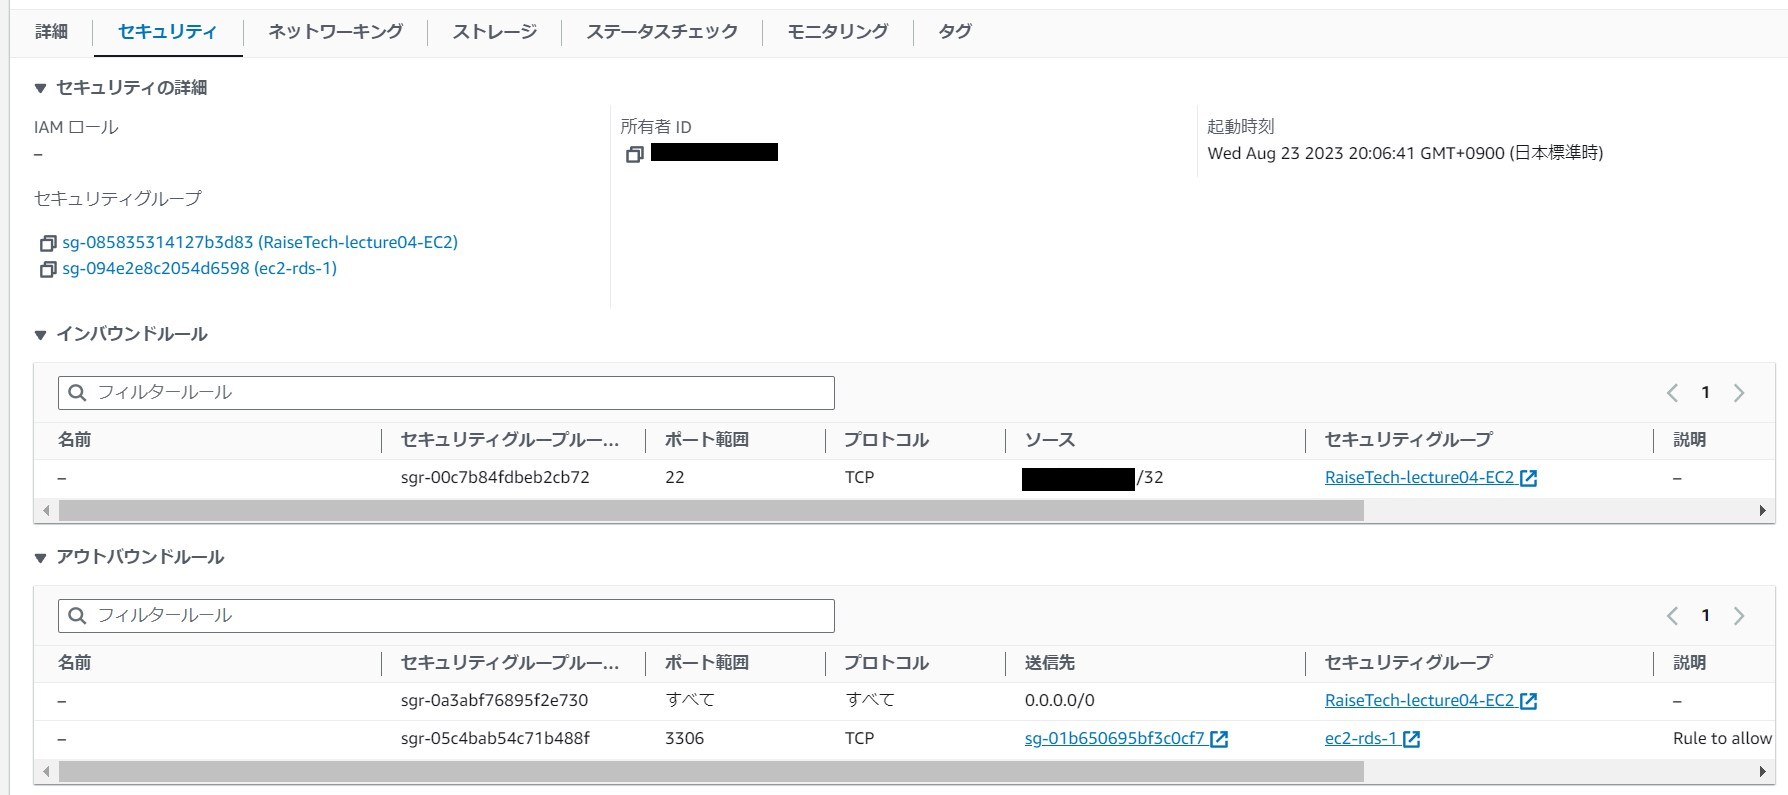 詳細 セキュリティ ネットワーキング ストレージ ステータスチェック モニタリング タグ
▼ セキュリティの詳細
IAM ロール
–
所有者 ID
起動時刻
Wed Aug 23 2023 20:06:41 GMT+0900 (日本標準時)
セキュリティグループ
sg-085835314127b3d83 (RaiseTech-lecture04-EC2)
sg-094e2e8c2054d6598 (ec2-rds-1)
▼ インバウンドルール
フィルタールール
1
名前 セキュリティグループルー... ポート範囲 プロトコル ソース セキュリティグループ 説明
– sgr-00c7b84fdbeb2cb72 22 TCP /32 RaiseTech-lecture04-EC2 –
▼ アウトバウンドルール
フィルタールール
1
名前 セキュリティグループルー... ポート範囲 プロトコル 送信先 セキュリティグループ 説明
– sgr-0a3abf76895f2e730 すべて すべて 0.0.0.0/0 RaiseTech-lecture04-EC2 –
– sgr-05c4bab54c71b488f 3306 TCP sg-01b650695bf3c0cf7 ec2-rds-1 Rule to allow